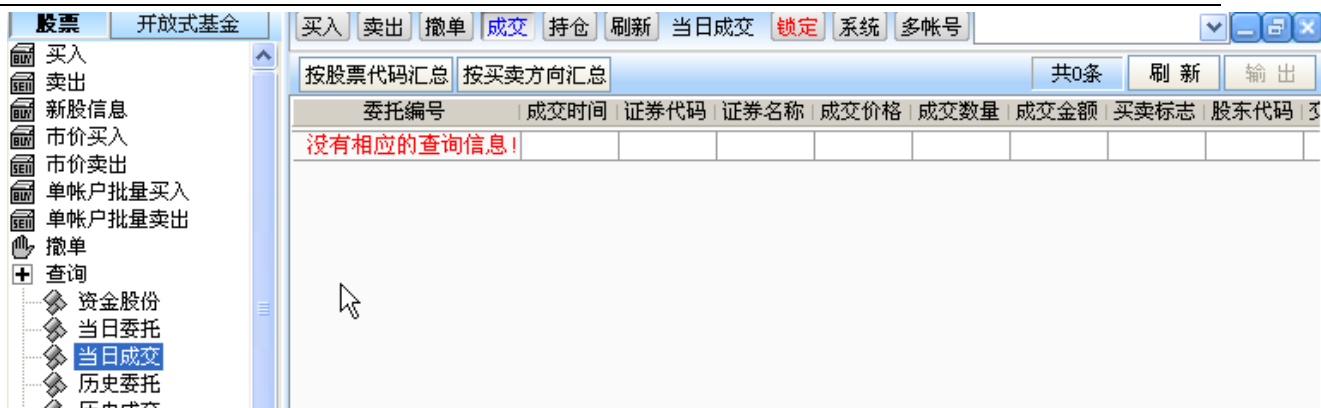 股票 开放式基金
买入 卖出 撤单 成交 持仓 刷新 当日成交 锁定 系统 多帐号
买入
卖出
新股信息
市价买入
市价卖出
单帐户批量买入
单帐户批量卖出
撤单
查询
资金股份
当日委托
当日成交
历史委托
历史成交
按股票代码汇总 按买卖方向汇总 共0条 刷 新 输 出
委托编号 成交时间 证券代码 证券名称 成交价格 成交数量 成交金额 买卖标志 股东代码
没有相应的查询信息!